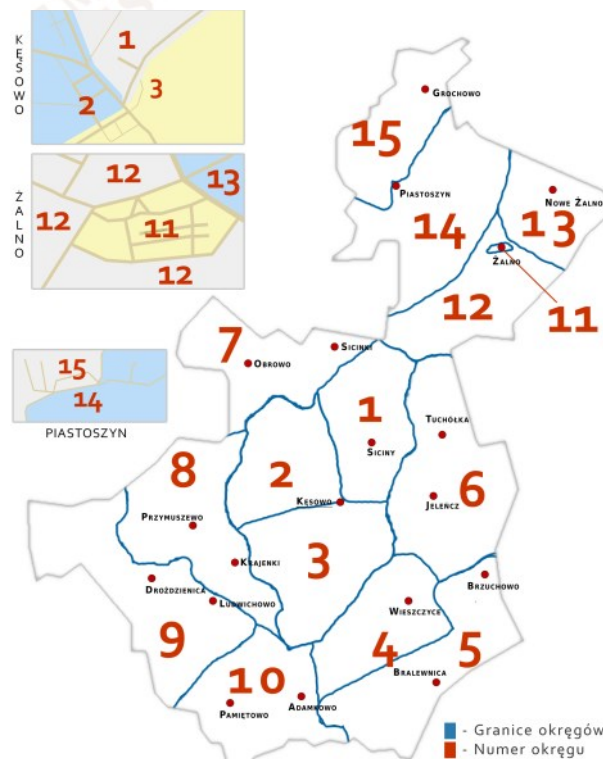 KĘSOWO
1
2
3
ŻALNO
12
13
12
11
12
15
14
PIASTOSZYN
Grochowo
15
Piastoszyn
Nowe Żalno
13
14
Żalno
12
11
7
Sicinki
Obrowo
1
Tuchółka
Siciny
8
2
6
Kęsowo
Jeleńcz
Przymuszewo
3
Krajenki
Brzuchowo
Drożdzienica
Ludwichowo
Wieszczyce
9
4
5
10
Bralewnica
Adamkowo
Pamiętowo
- Granice okręgów
- Numer okręgu